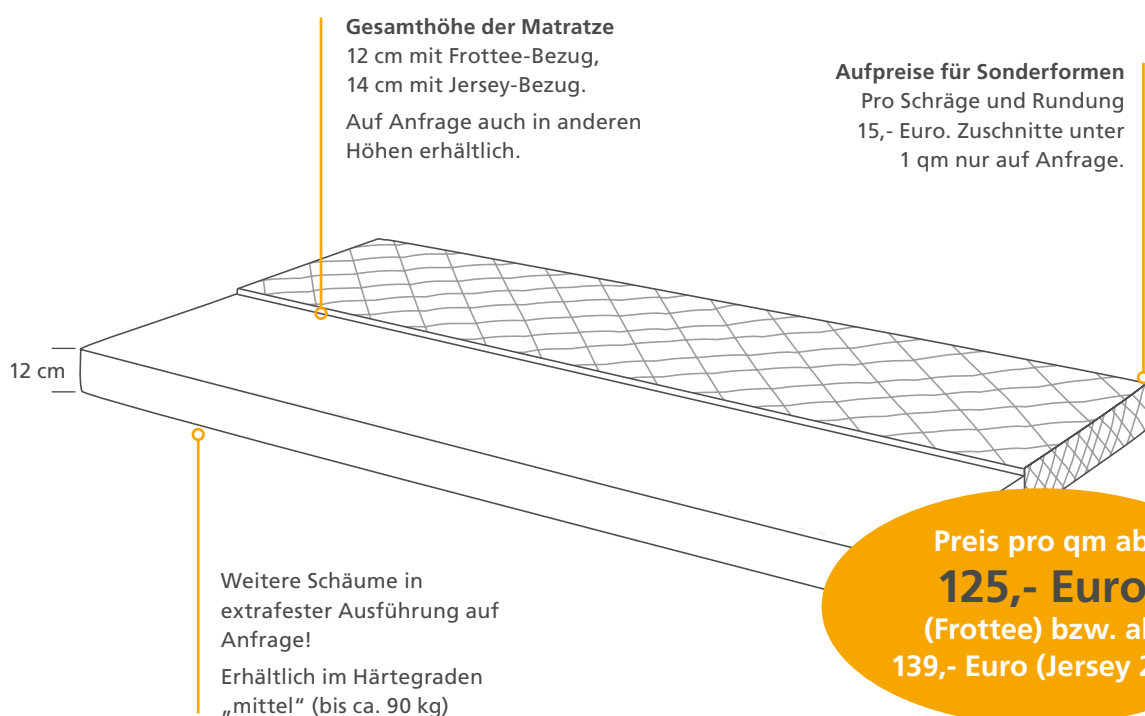 Gesamthöhe der Matratze
12 cm mit Frottee-Bezug,
14 cm mit Jersey-Bezug.
Auf Anfrage auch in anderen
Höhen erhältlich.
Aufpreise für Sonderformen
Pro Schräge und Rundung
15,- Euro. Zuschnitte unter
1 qm nur auf Anfrage.
12 cm
Weitere Schäume in
extrafester Ausführung auf
Anfrage!
Erhältlich im Härtegraden
„mittel“ (bis ca. 90 kg)
Preis pro qm ab
125,- Euro
(Frottee) bzw. ab
139,- Euro (Jersey 2